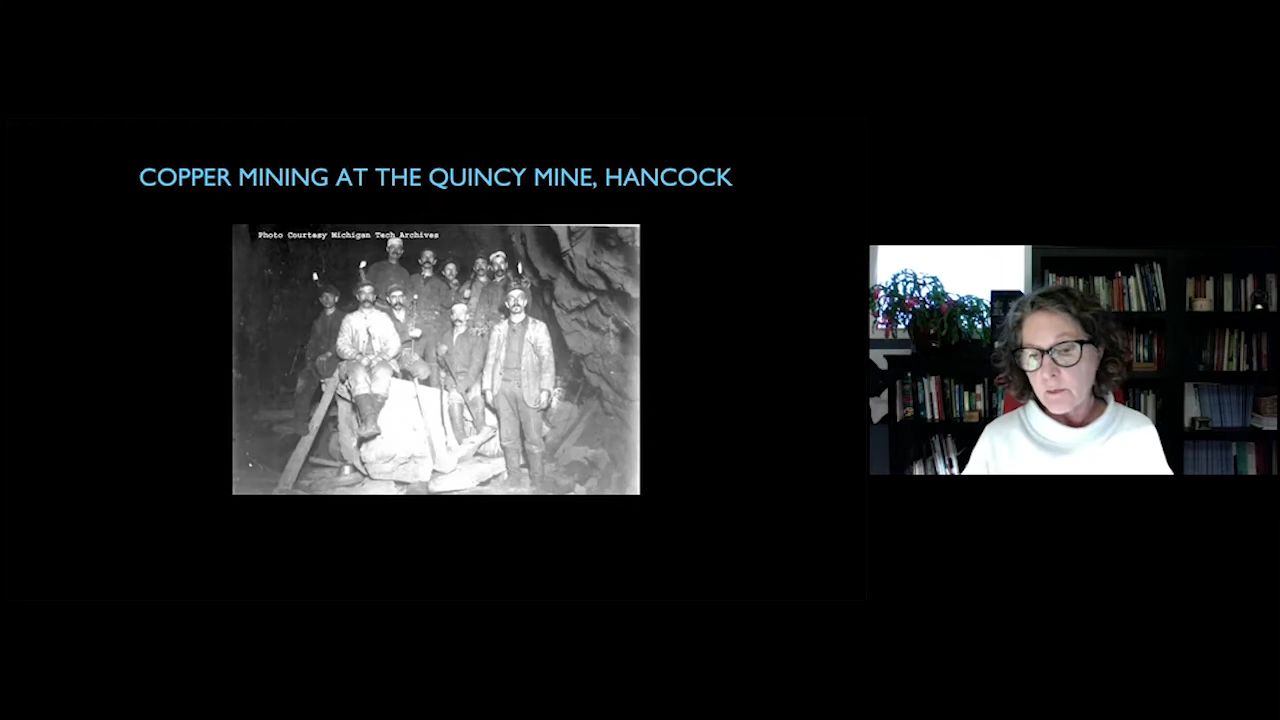 COPPER MINING AT THE QUINCY MINE, HANCOCK
Photo Courtesy Michigan Tech Archives